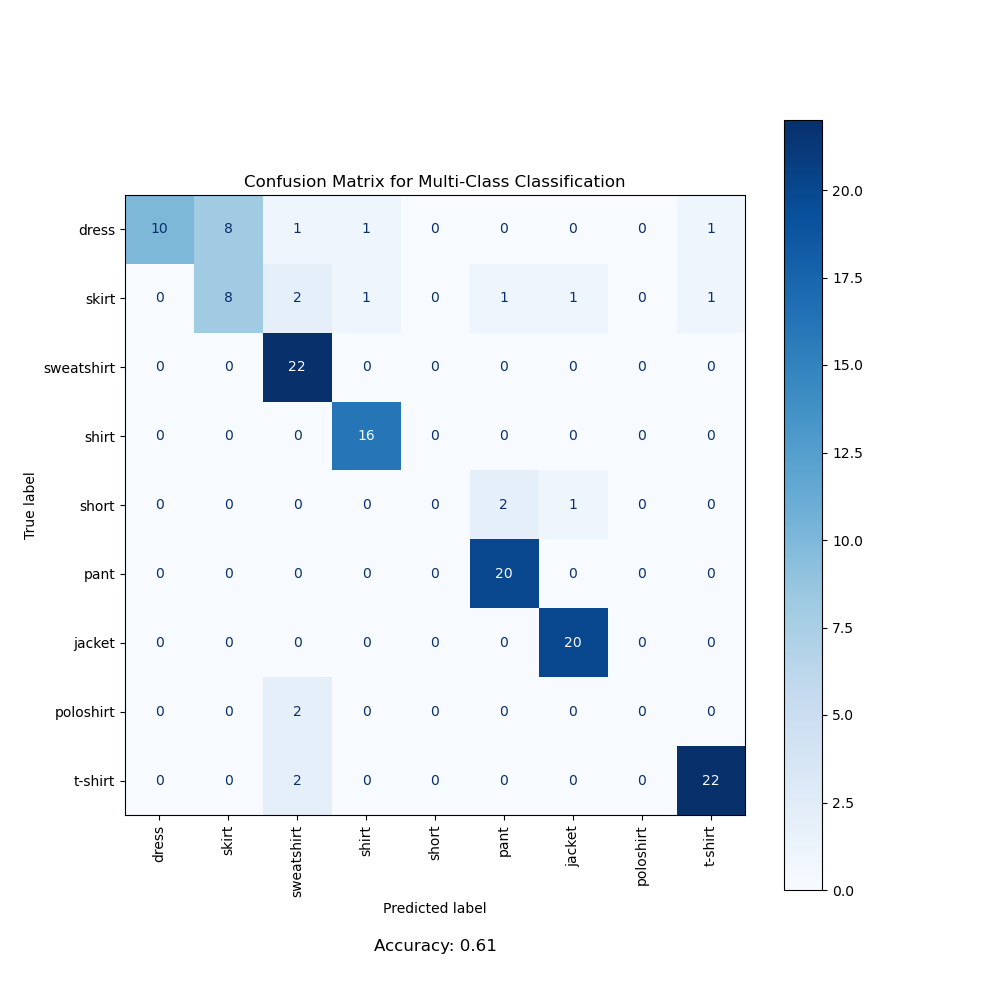 Confusion Matrix for Multi-Class Classification
dress 10 8 1 1 0 0 0 0 1
skirt 0 8 2 1 0 1 1 0 1
sweatshirt 0 0 22 0 0 0 0 0 0
shirt 0 0 0 16 0 0 0 0 0
short 0 0 0 0 0 2 1 0 0
pant 0 0 0 0 0 20 0 0 0
jacket 0 0 0 0 0 0 20 0 0
poloshirt 0 0 2 0 0 0 0 0 0
t-shirt 0 0 2 0 0 0 0 0 22
True label
dress skirt sweatshirt shirt short pant jacket poloshirt t-shirt
Predicted label
Accuracy: 0.61
20.0
17.5
15.0
12.5
10.0
7.5
5.0
2.5
0.0